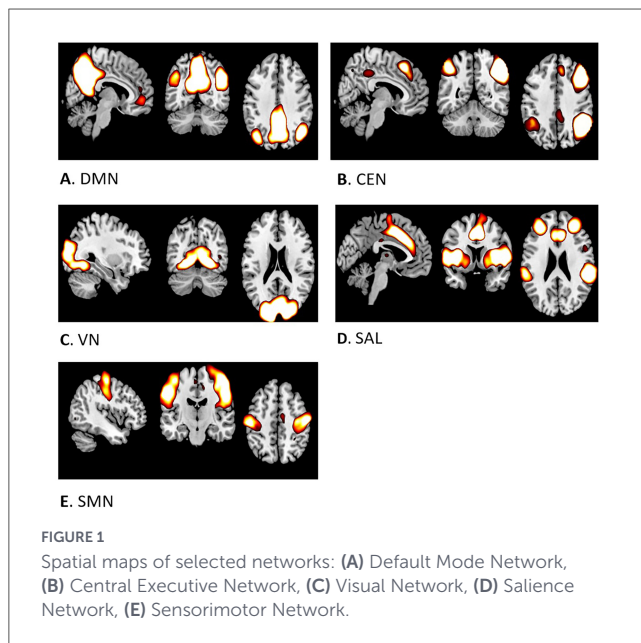 A. DMN
B. CEN
C. VN
D. SAL
E. SMN
FIGURE 1
Spatial maps of selected networks: (A) Default Mode Network,
(B) Central Executive Network, (C) Visual Network, (D) Salience
Network, (E) Sensorimotor Network.